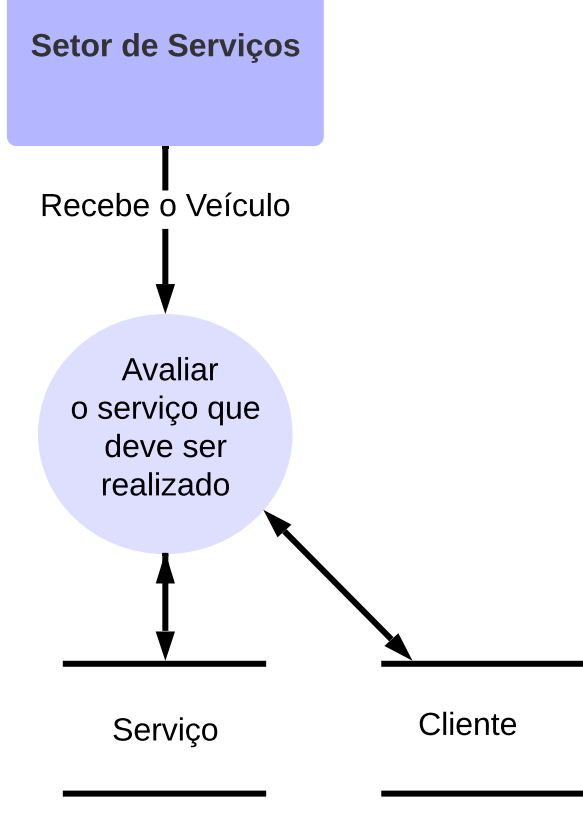 Setor de Serviços
Recebe o Veículo
Avaliar
o serviço que
deve ser
realizado
Serviço
Cliente